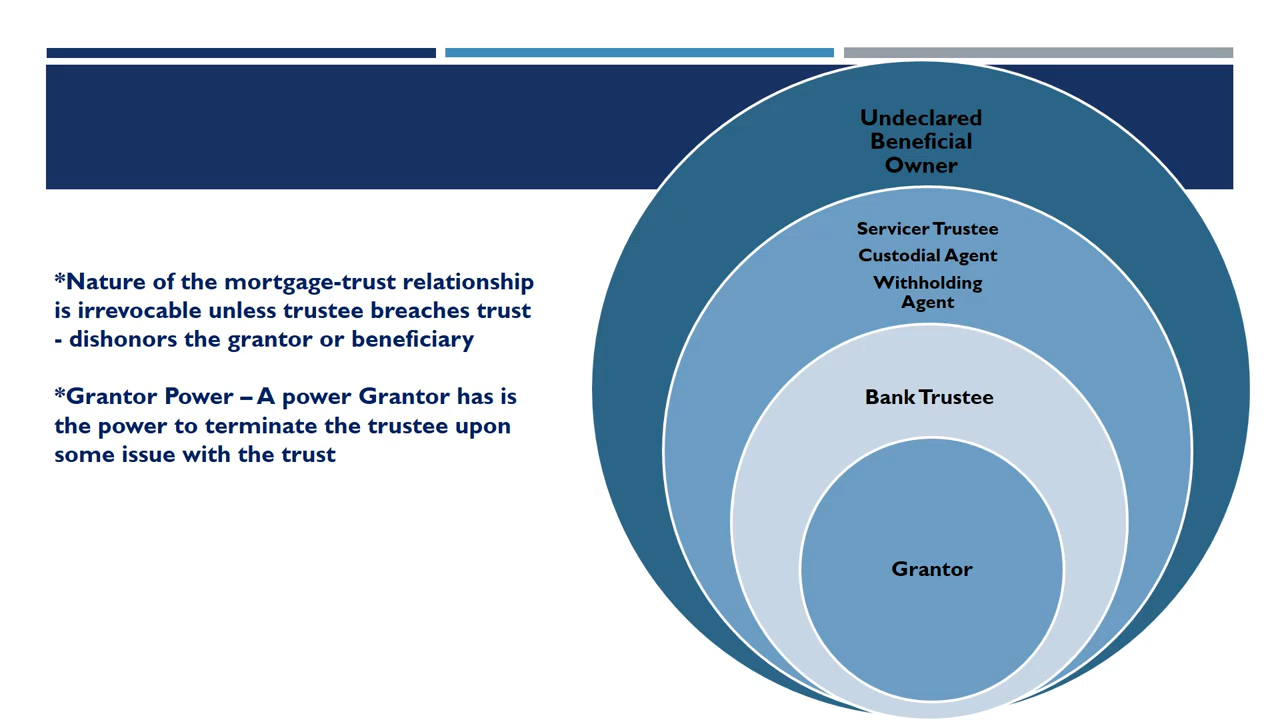 Undeclared
Beneficial
Owner
Servicer Trustee
Custodial Agent
Withholding
Agent
*Nature of the mortgage-trust relationship
is irrevocable unless trustee breaches trust
- dishonors the grantor or beneficiary
*Grantor Power – A power Grantor has is
the power to terminate the trustee upon
some issue with the trust
Bank Trustee
Grantor